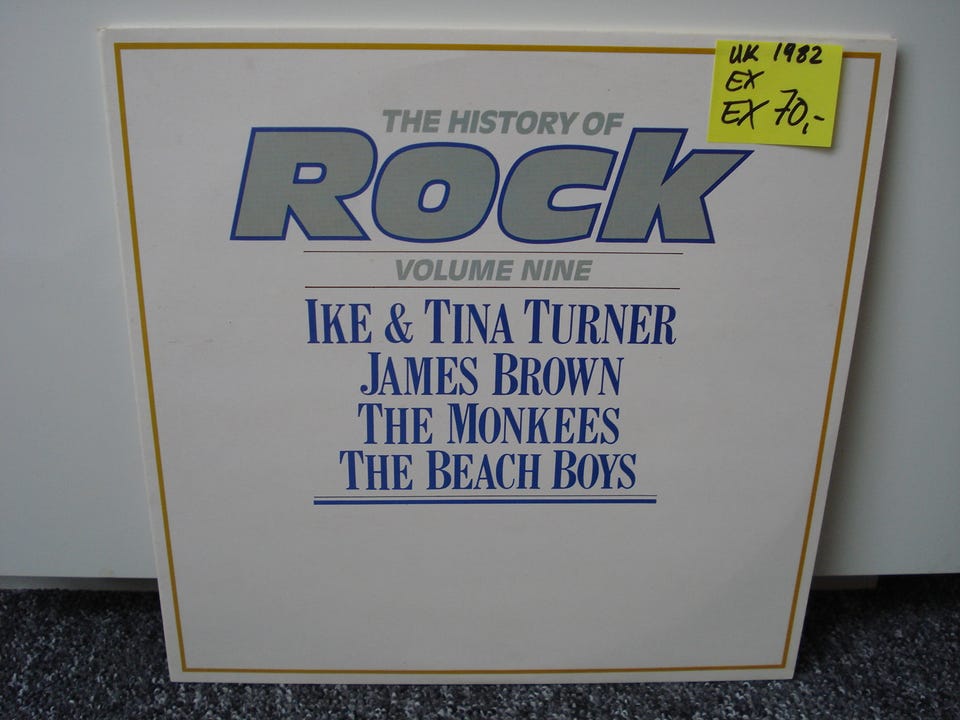 UK 1982
EX
EX 70,-
THE HISTORY OF
ROCK
VOLUME NINE
IKE & TINA TURNER
JAMES BROWN
THE MONKEES
THE BEACH BOYS